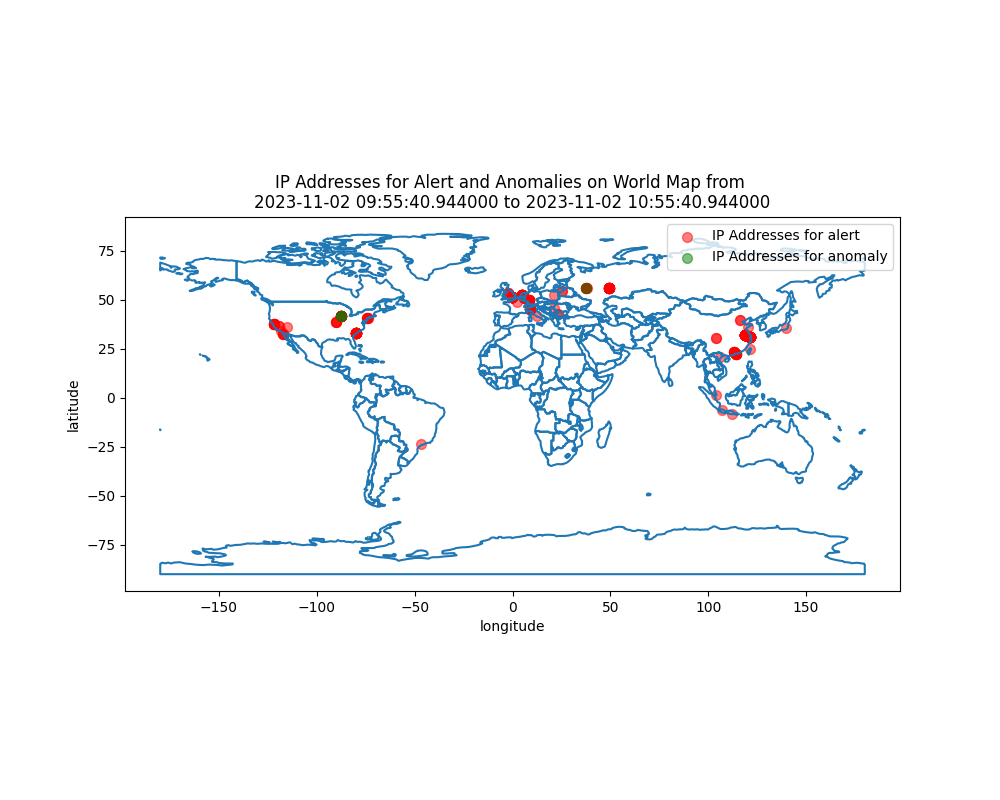 IP Addresses for Alert and Anomalies on World Map from
2023-11-02 09:55:40.944000 to 2023-11-02 10:55:40.944000
IP Addresses for alert
IP Addresses for anomaly
75
50
25
0
−25
−50
−75
latitude
−150 −100 −50 0 50 100 150
longitude